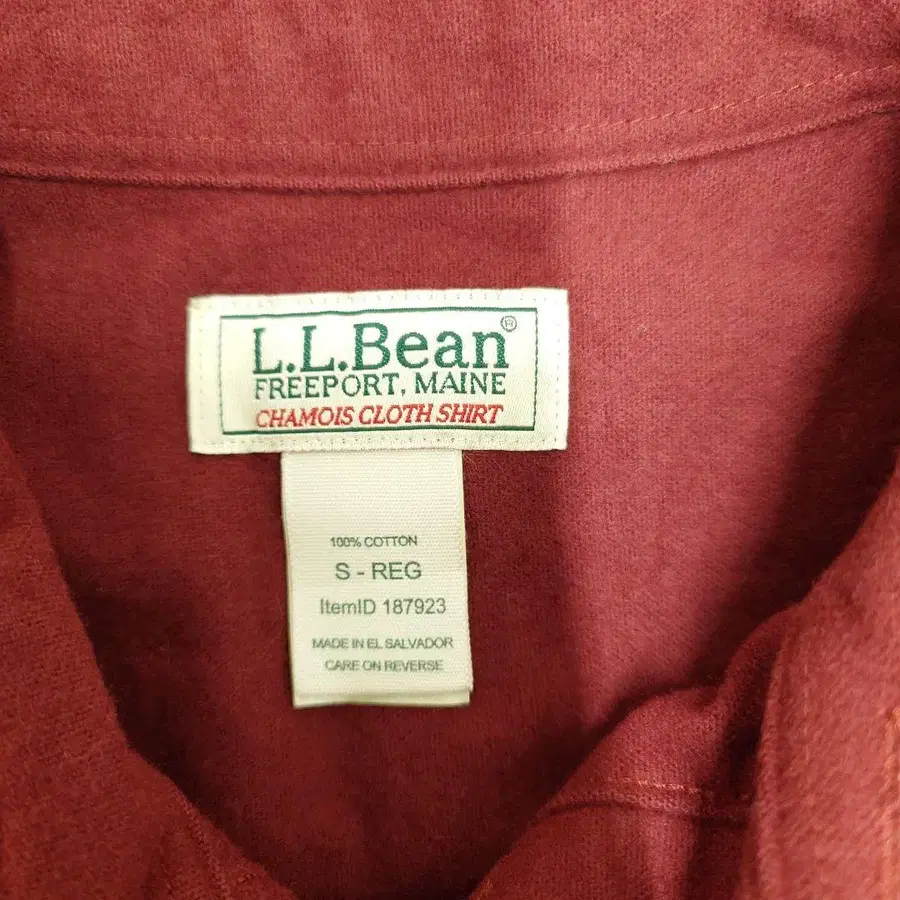 L.L.Bean®
FREEPORT, MAINE
CHAMOIS CLOTH SHIRT
100% COTTON
S - REG
ItemID 187923
MADE IN EL SALVADOR
CARE ON REVERSE